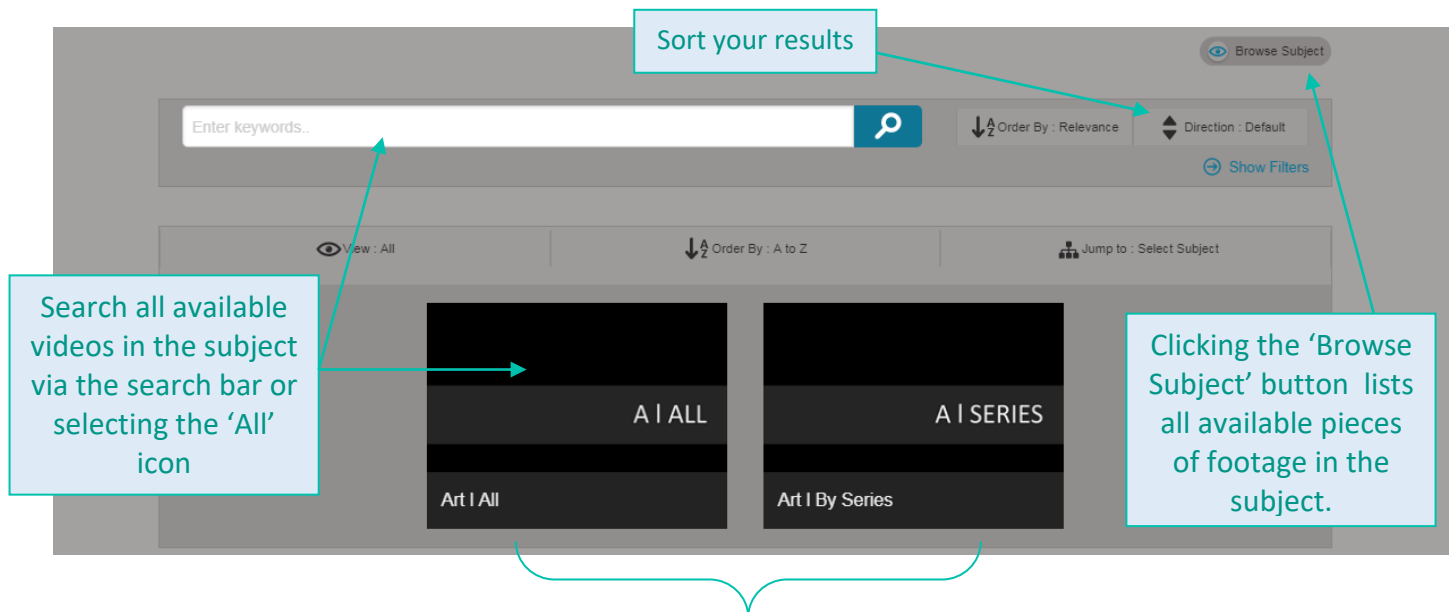 Sort your results
Browse Subject
Enter keywords..
Order By : Relevance
Direction : Default
Show Filters
View : All
Order By : A to Z
Jump to : Select Subject
Search all available
videos in the subject
via the search bar or
selecting the ‘All’
icon
A l ALL
Art l All
A l SERIES
Art l By Series
Clicking the ‘Browse
Subject’ button lists
all available pieces
of footage in the
subject.